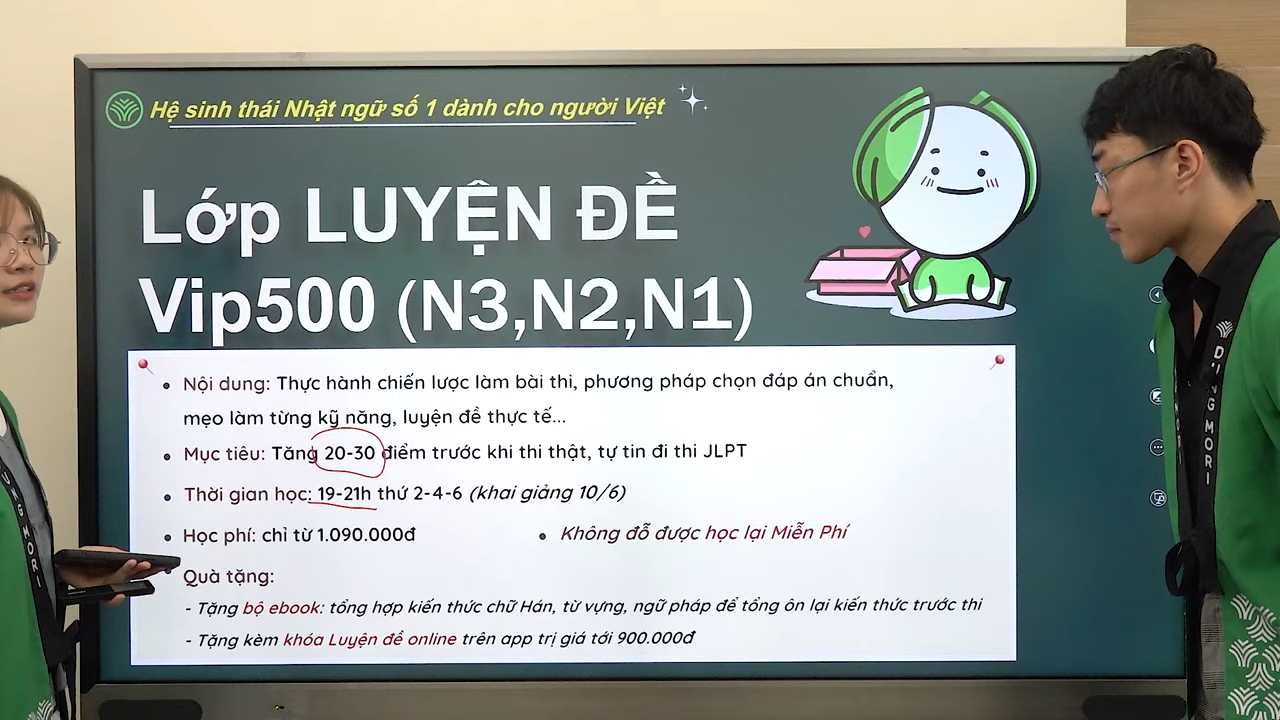 Hệ sinh thái Nhật ngữ số 1 dành cho người Việt
Lớp LUYỆN ĐỀ
Vip500 (N3,N2,N1)
Nội dung: Thực hành chiến lược làm bài thi, phương pháp chọn đáp án chuẩn,
mẹo làm từng kỹ năng, luyện đề thực tế...
Mục tiêu: Tăng 20-30 điểm trước khi thi thật, tự tin đi thi JLPT
Thời gian học: 19-21h thứ 2-4-6 (khai giảng 10/6)
Học phí: chỉ từ 1.090.000đ
Không đỗ được học lại Miễn Phí
Quà tặng:
- Tặng bộ ebook: tổng hợp kiến thức chữ Hán, từ vựng, ngữ pháp để tổng ôn lại kiến thức trước thi
- Tặng kèm khóa Luyện đề online trên app trị giá tới 900.000đ
DUNGMORI
DUNGMORI